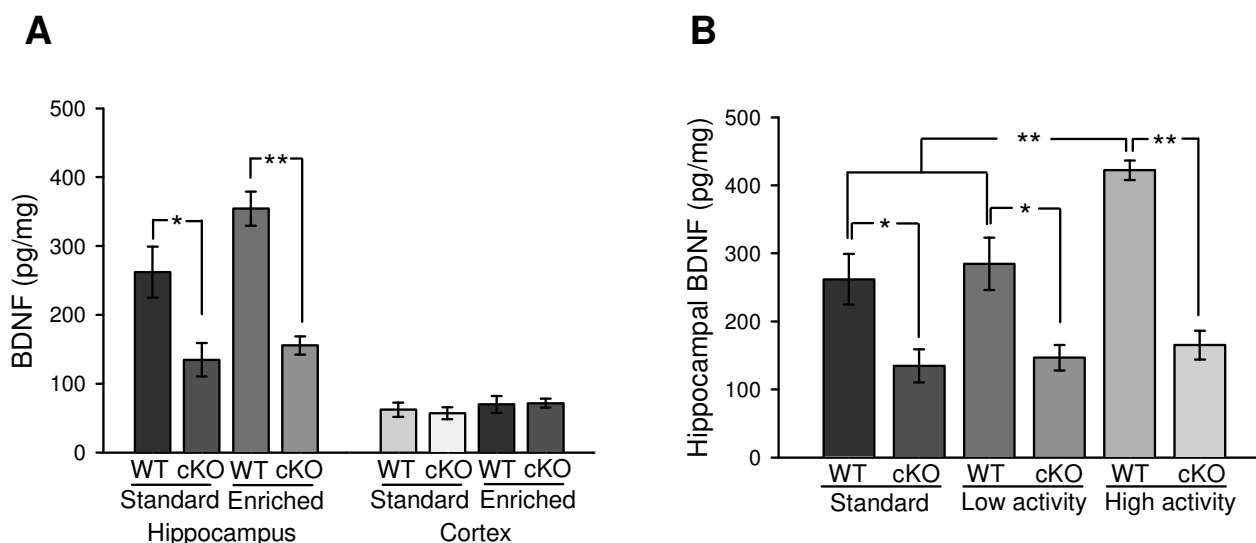 A
BDNF (pg/mg)
500
400
300
200
100
0
*
**
WT cKO WT cKO WT cKO WT cKO
Standard Enriched Standard Enriched
Hippocampus Cortex
B
Hippocampal BDNF (pg/mg)
500
400
300
200
100
0
** **
* *
WT cKO WT cKO WT cKO
Standard Low activity High activity